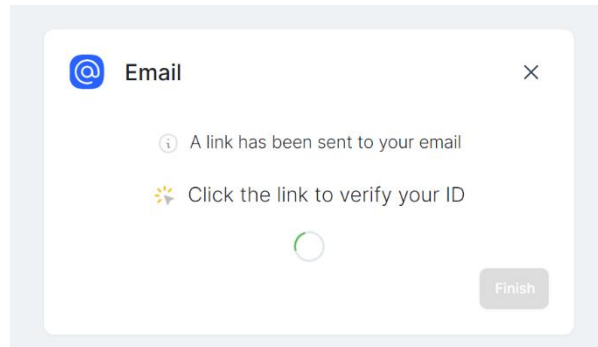 Email
A link has been sent to your email
Click the link to verify your ID
Finish